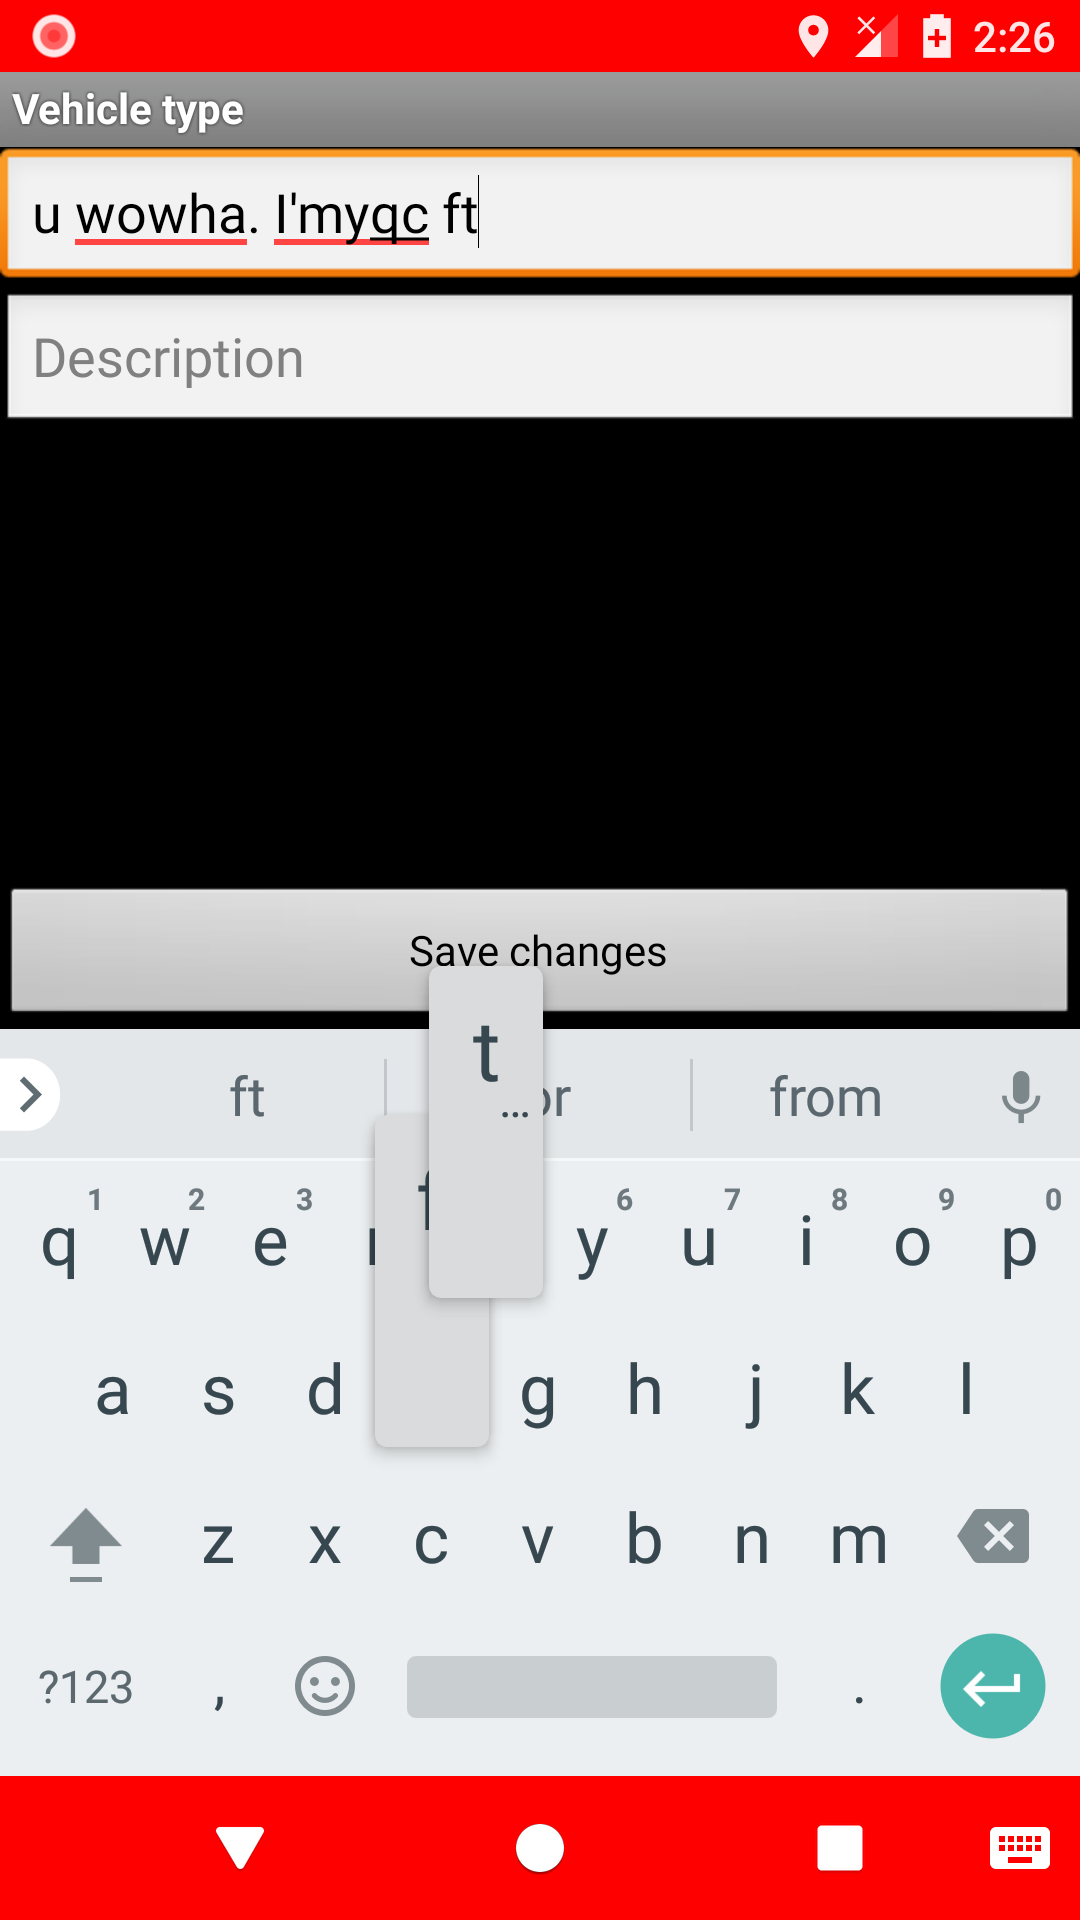 2:26
Vehicle type
u wowha. I'myqc ft
Description
Save changes
t
...
ft or from
f
1 2 3 6 7 8 9 0
q w e y u i o p
a s d g h j k l
z x c v b n m
?123 , .